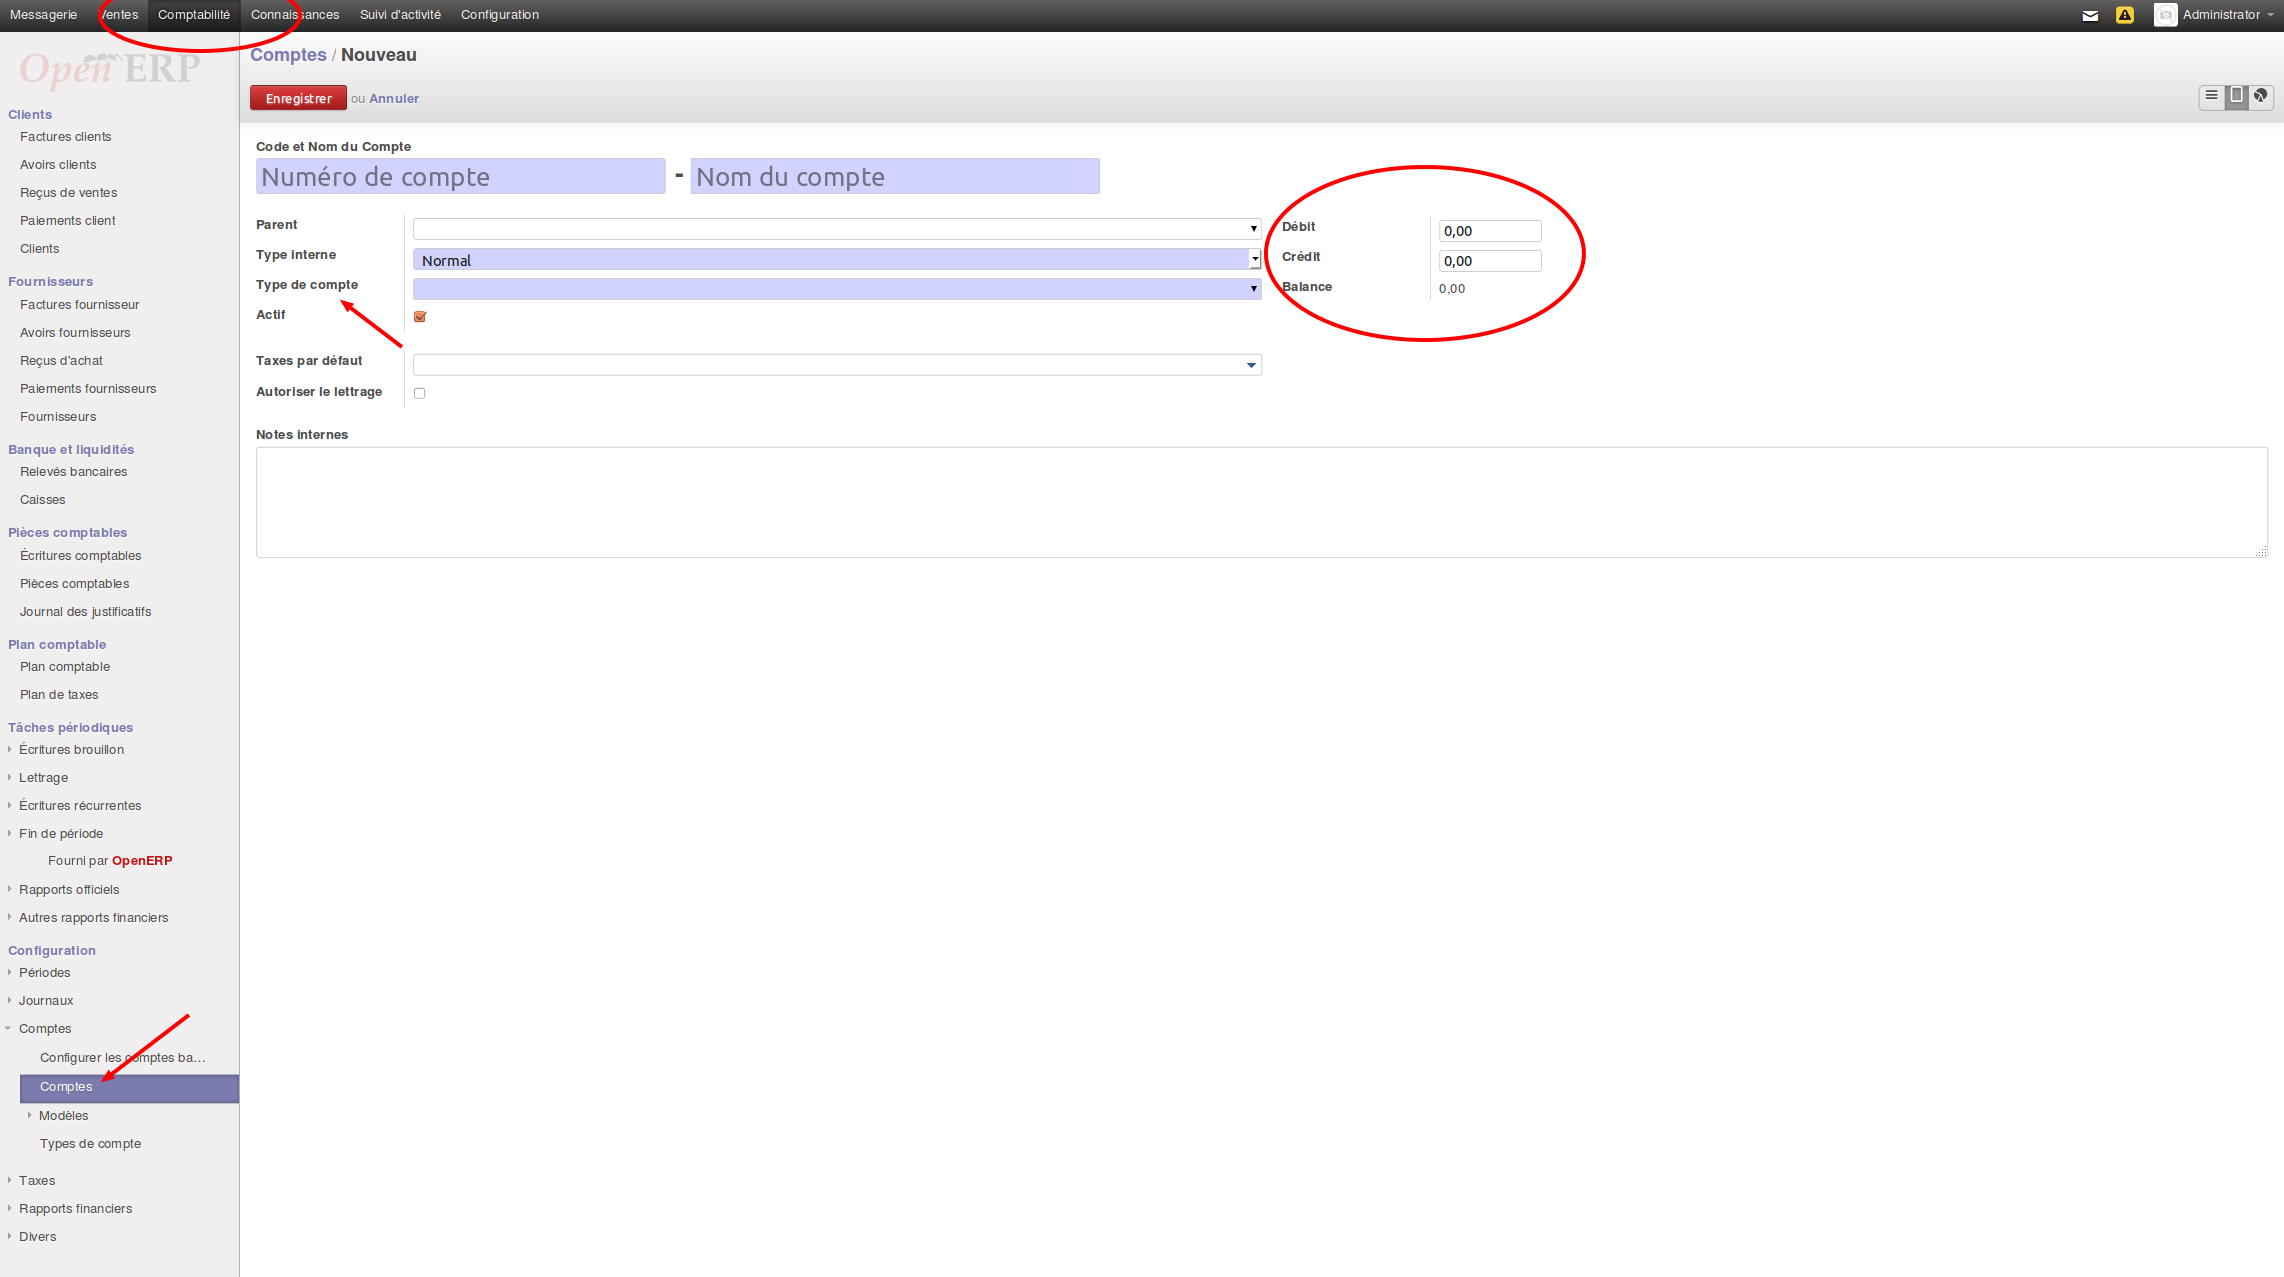 Messagerie Ventes Comptabilité Connaissances Suivi d'activité Configuration Administrator
Open ERP
Comptes / Nouveau
Enregistrer ou Annuler
Clients
Factures clients
Avoirs clients
Reçus de ventes
Paiements client
Clients
Fournisseurs
Factures fournisseur
Avoirs fournisseurs
Reçus d'achat
Paiements fournisseurs
Fournisseurs
Banque et liquidités
Relevés bancaires
Caisses
Pièces comptables
Écritures comptables
Pièces comptables
Journal des justificatifs
Plan comptable
Plan comptable
Plan de taxes
Tâches périodiques
Écritures brouillon
Lettrage
Écritures récurrentes
Fin de période
Fourni par OpenERP
Rapports officiels
Autres rapports financiers
Configuration
Périodes
Journaux
Comptes
Configurer les comptes ba...
Comptes
Modèles
Types de compte
Taxes
Rapports financiers
Divers
Code et Nom du Compte
Numéro de compte - Nom du compte
Parent
Type interne Normal
Type de compte
Actif
Taxes par défaut
Autoriser le lettrage
Débit 0,00
Crédit 0,00
Balance 0,00
Notes internes